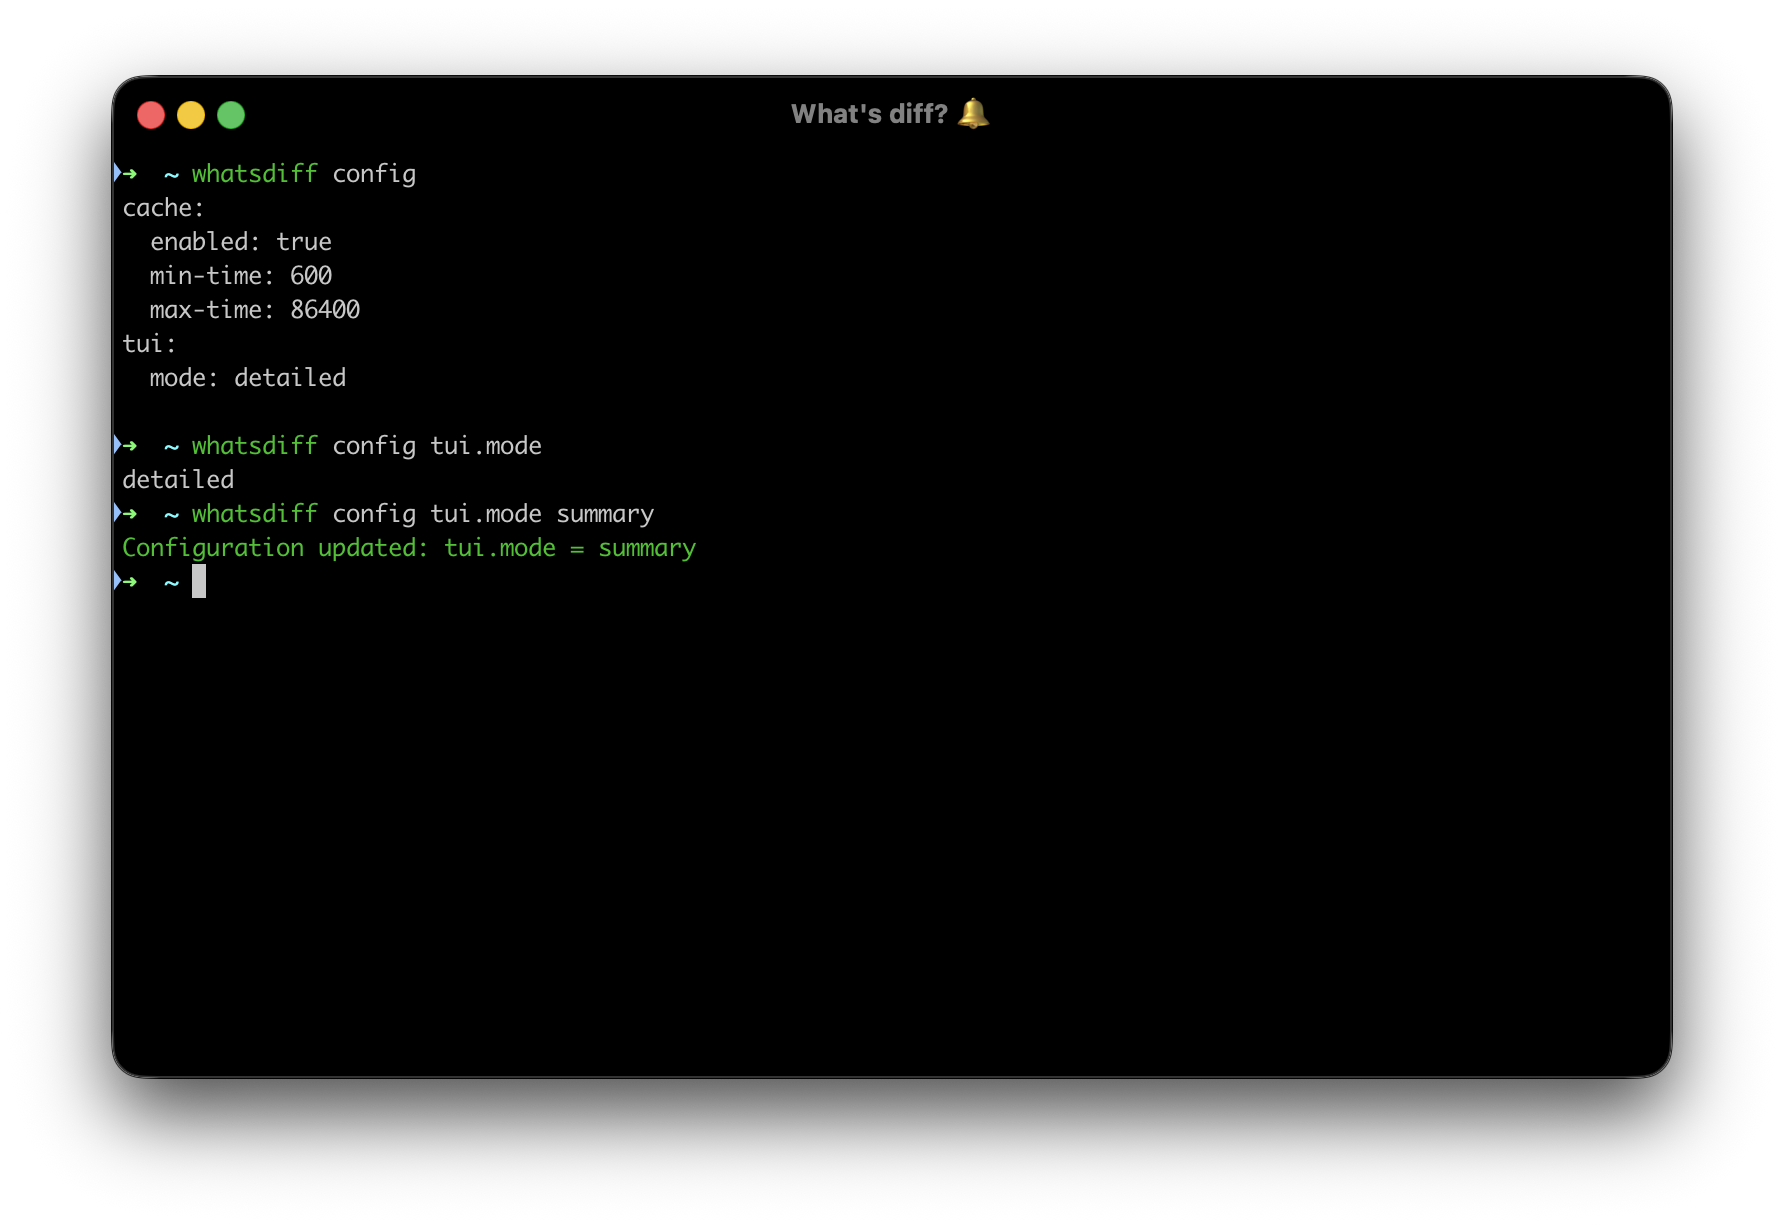 What's diff? 🔔
➜  ~ whatsdiff config
cache:
  enabled: true
  min-time: 600
  max-time: 86400
tui:
  mode: detailed

➜  ~ whatsdiff config tui.mode
detailed
➜  ~ whatsdiff config tui.mode summary
Configuration updated: tui.mode = summary
➜  ~